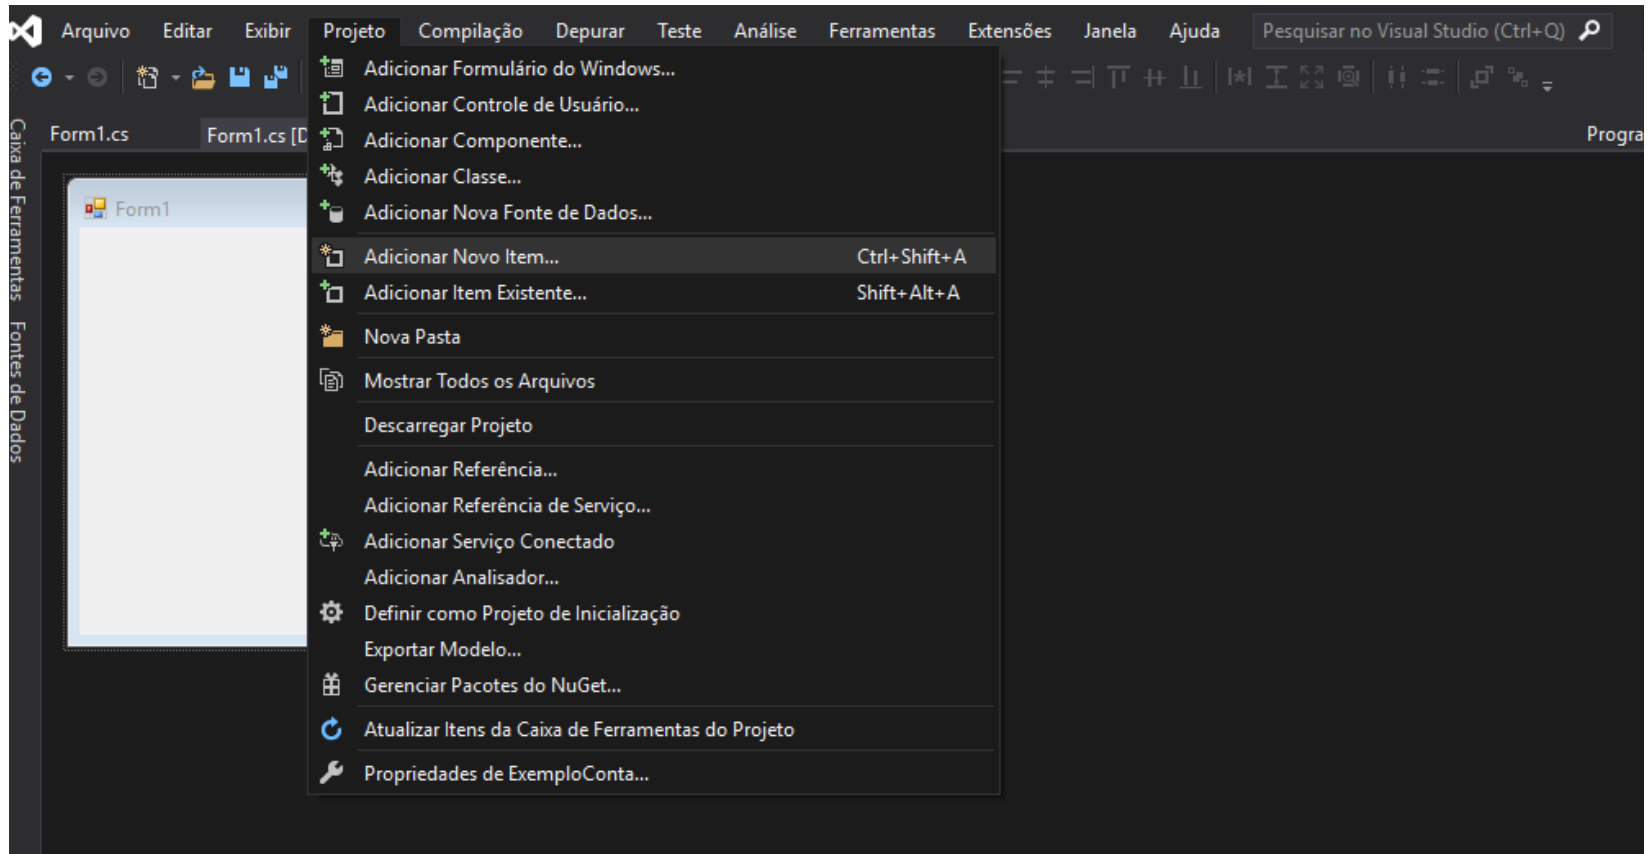 Arquivo Editar Exibir Projeto Compilação Depurar Teste Análise Ferramentas Extensões Janela Ajuda Pesquisar no Visual Studio (Ctrl+Q)
Form1.cs Form1.cs [D Progra
Caixa de Ferramentas
Fontes de Dados
Form1
Adicionar Formulário do Windows...
Adicionar Controle de Usuário...
Adicionar Componente...
Adicionar Classe...
Adicionar Nova Fonte de Dados...
Adicionar Novo Item... Ctrl+Shift+A
Adicionar Item Existente... Shift+Alt+A
Nova Pasta
Mostrar Todos os Arquivos
Descarregar Projeto
Adicionar Referência...
Adicionar Referência de Serviço...
Adicionar Serviço Conectado
Adicionar Analisador...
Definir como Projeto de Inicialização
Exportar Modelo...
Gerenciar Pacotes do NuGet...
Atualizar Itens da Caixa de Ferramentas do Projeto
Propriedades de ExemploConta...